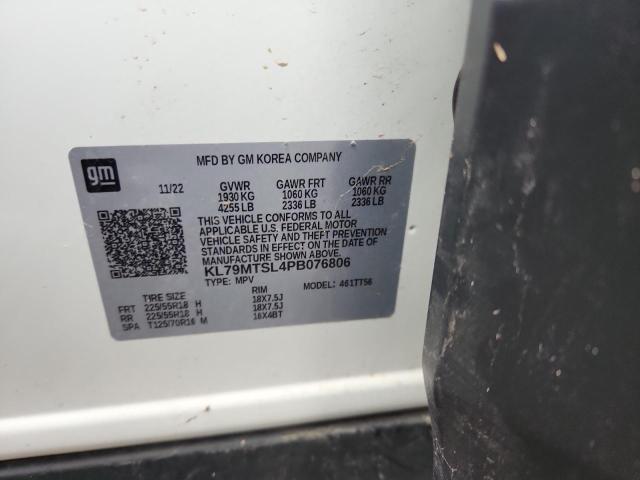 MFD BY GM KOREA COMPANY
gm
11/22 GVWR GAWR FRT GAWR RR
1930 KG 1060 KG 1060 KG
4255 LB 2336 LB 2336 LB
THIS VEHICLE CONFORMS TO ALL
APPLICABLE U.S. FEDERAL MOTOR
VEHICLE SAFETY AND THEFT PREVENTION
STANDARDS IN EFFECT ON THE DATE OF
MANUFACTURE SHOWN ABOVE.
KL79MTSL4PB076806
TYPE: MPV MODEL: 461TT56
TIRE SIZE RIM
FRT 225/55R18 H 18X7.5J
RR 225/55R18 H 18X7.5J
SPA T125/70R16 M 16X4BT